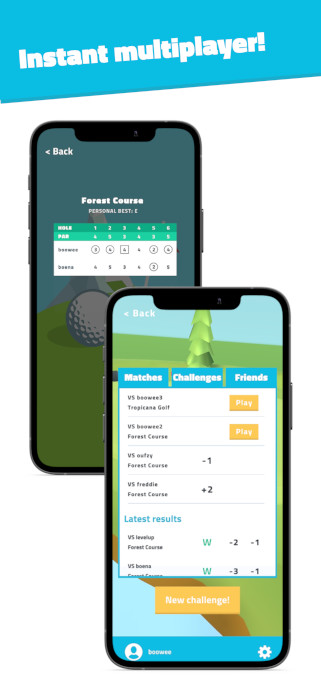 Instant multiplayer!
< Back
Forest Course
PERSONAL BEST: E
HOLE 1 2 3 4 5 6
PAR 4 5 3 4 3 5
boowee 3 4 4 4 2 4
boena 4 5 3 4 2 5
< Back
Matches Challenges Friends
VS boowee3
Tropicana Golf
Play
VS boowee2
Forest Course
Play
VS oufzy
Forest Course
-1
VS freddie
Forest Course
+2
Latest results
VS levelup
Forest Course
W -2 -1
VS boena
Forest Course
W -3 -1
New challenge!
boowee